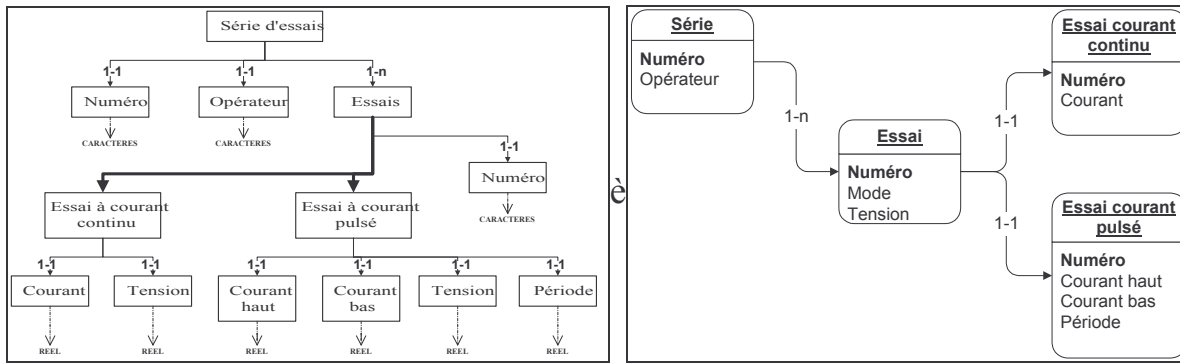 Série d'essais
1-1
1-1
1-n
Numéro
Opérateur
Essais
CARACTERES
CARACTERES
1-1
Numéro
CARACTERES
Essai à courant
continu
Essai à courant
pulsé
1-1
1-1
1-1
1-1
1-1
1-1
Courant
Tension
Courant
haut
Courant
bas
Tension
Période
REEL
REEL
REEL
REEL
REEL
REEL
è
Série
Numéro
Opérateur
1-n
Essai
Numéro
Mode
Tension
1-1
1-1
Essai courant
continu
Numéro
Courant
Essai courant
pulsé
Numéro
Courant haut
Courant bas
Période